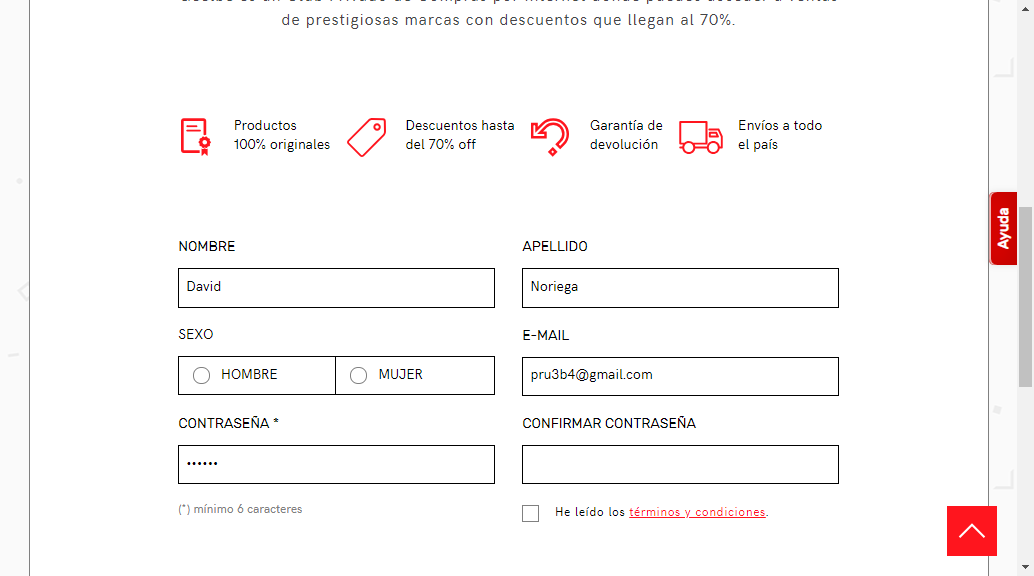 de prestigiosas marcas con descuentos que llegan al 70%.
Productos
100% originales
Descuentos hasta
del 70% off
Garantía de
devolución
Envíos a todo
el país
Ayuda
NOMBRE
APELLIDO
David
Noriega
SEXO
E-MAIL
HOMBRE
MUJER
pru3b4@gmail.com
CONTRASEÑA *
CONFIRMAR CONTRASEÑA
••••••
(*) mínimo 6 caracteres
He leído los términos y condiciones.